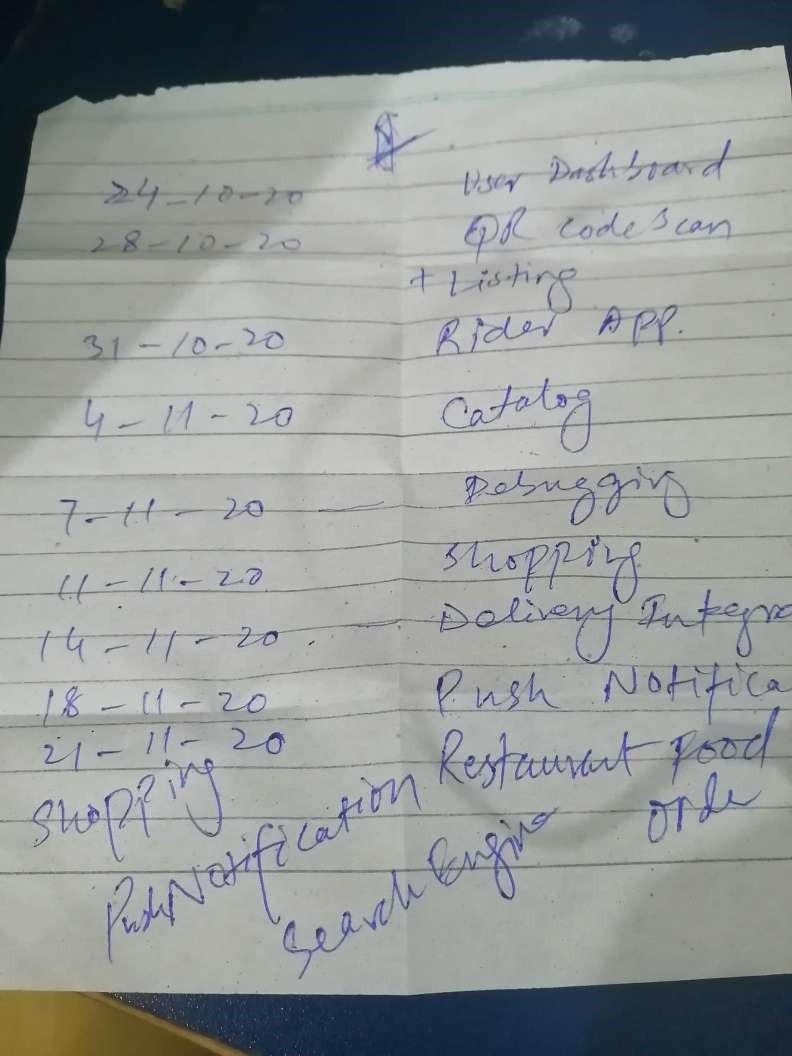 24-10-20 User Dashboard
28-10-20 QR code Scan
+ Listing
31-10-20 Rider APP.
4-11-20 Catalog
7-11-20 — Debugging
11-11-20 Shopping
14-11-20 — Delivery Integra
18-11-20 Push Notifica
21-11-20 Restaurant Food
Orde
Shopping
Push Notification
Search Engine